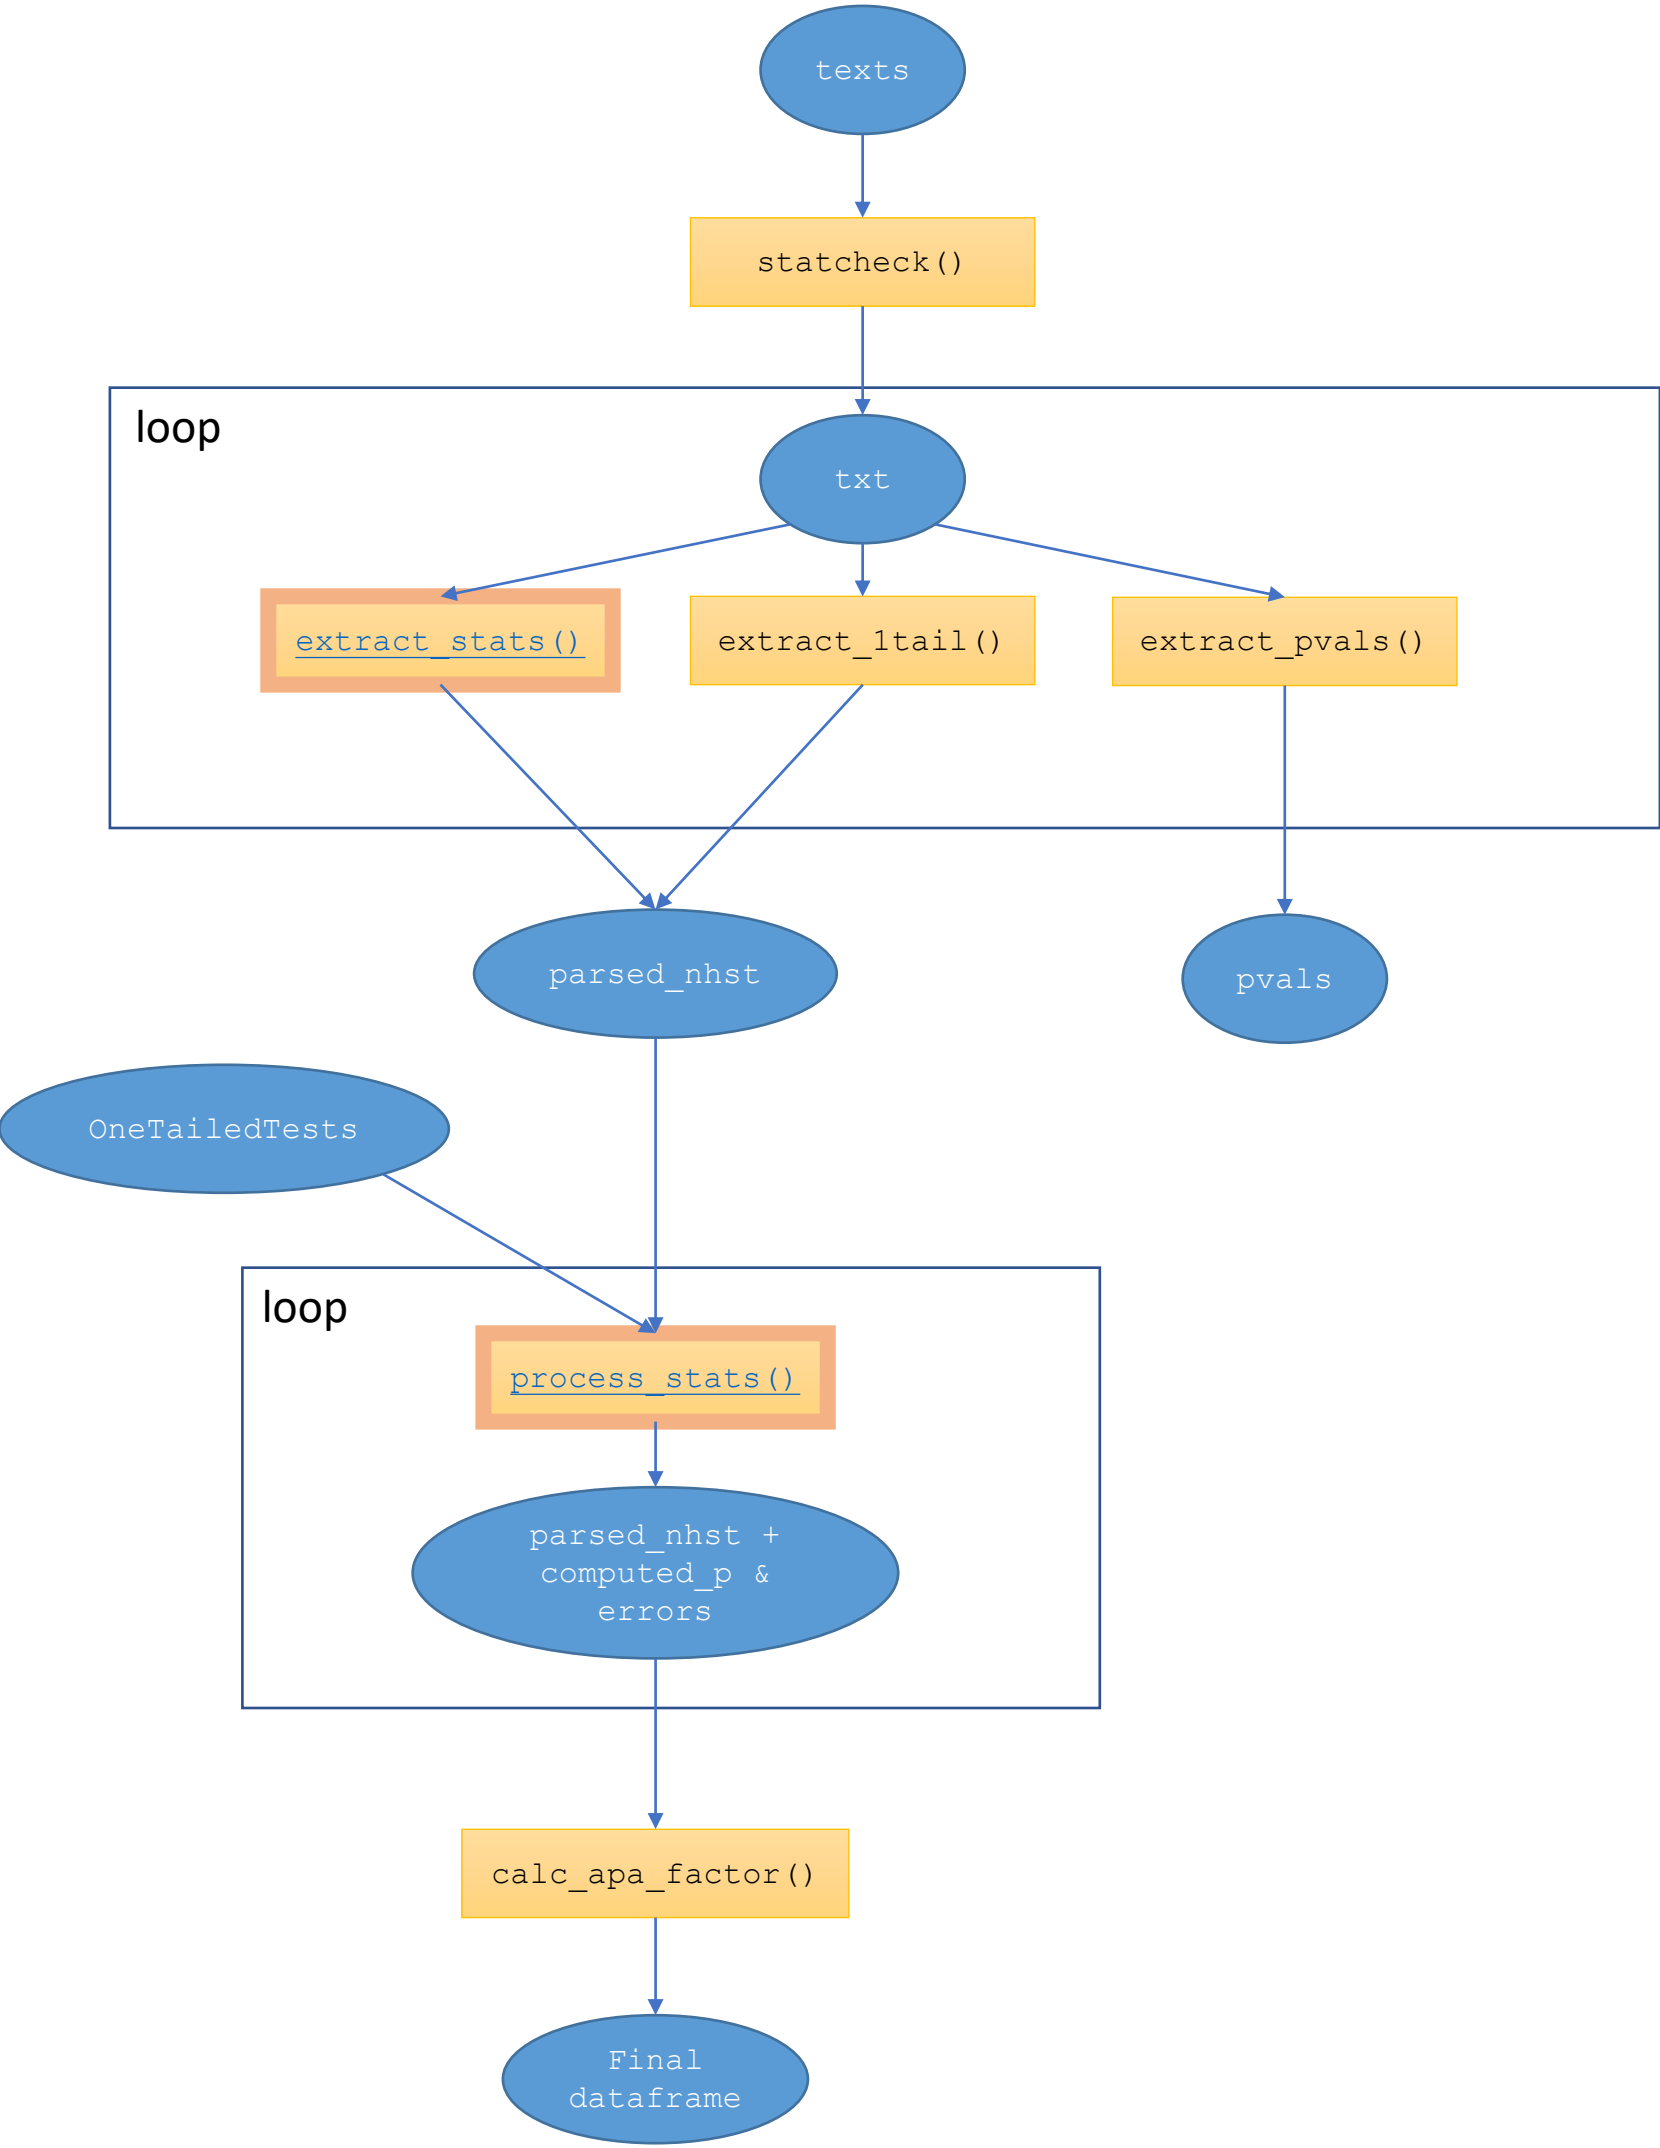 texts
statcheck()
loop
txt
extract_stats()
extract_1tail()
extract_pvals()
parsed_nhst
pvals
OneTailedTests
loop
process_stats()
parsed_nhst +
computed_p &
errors
calc_apa_factor()
Final
dataframe